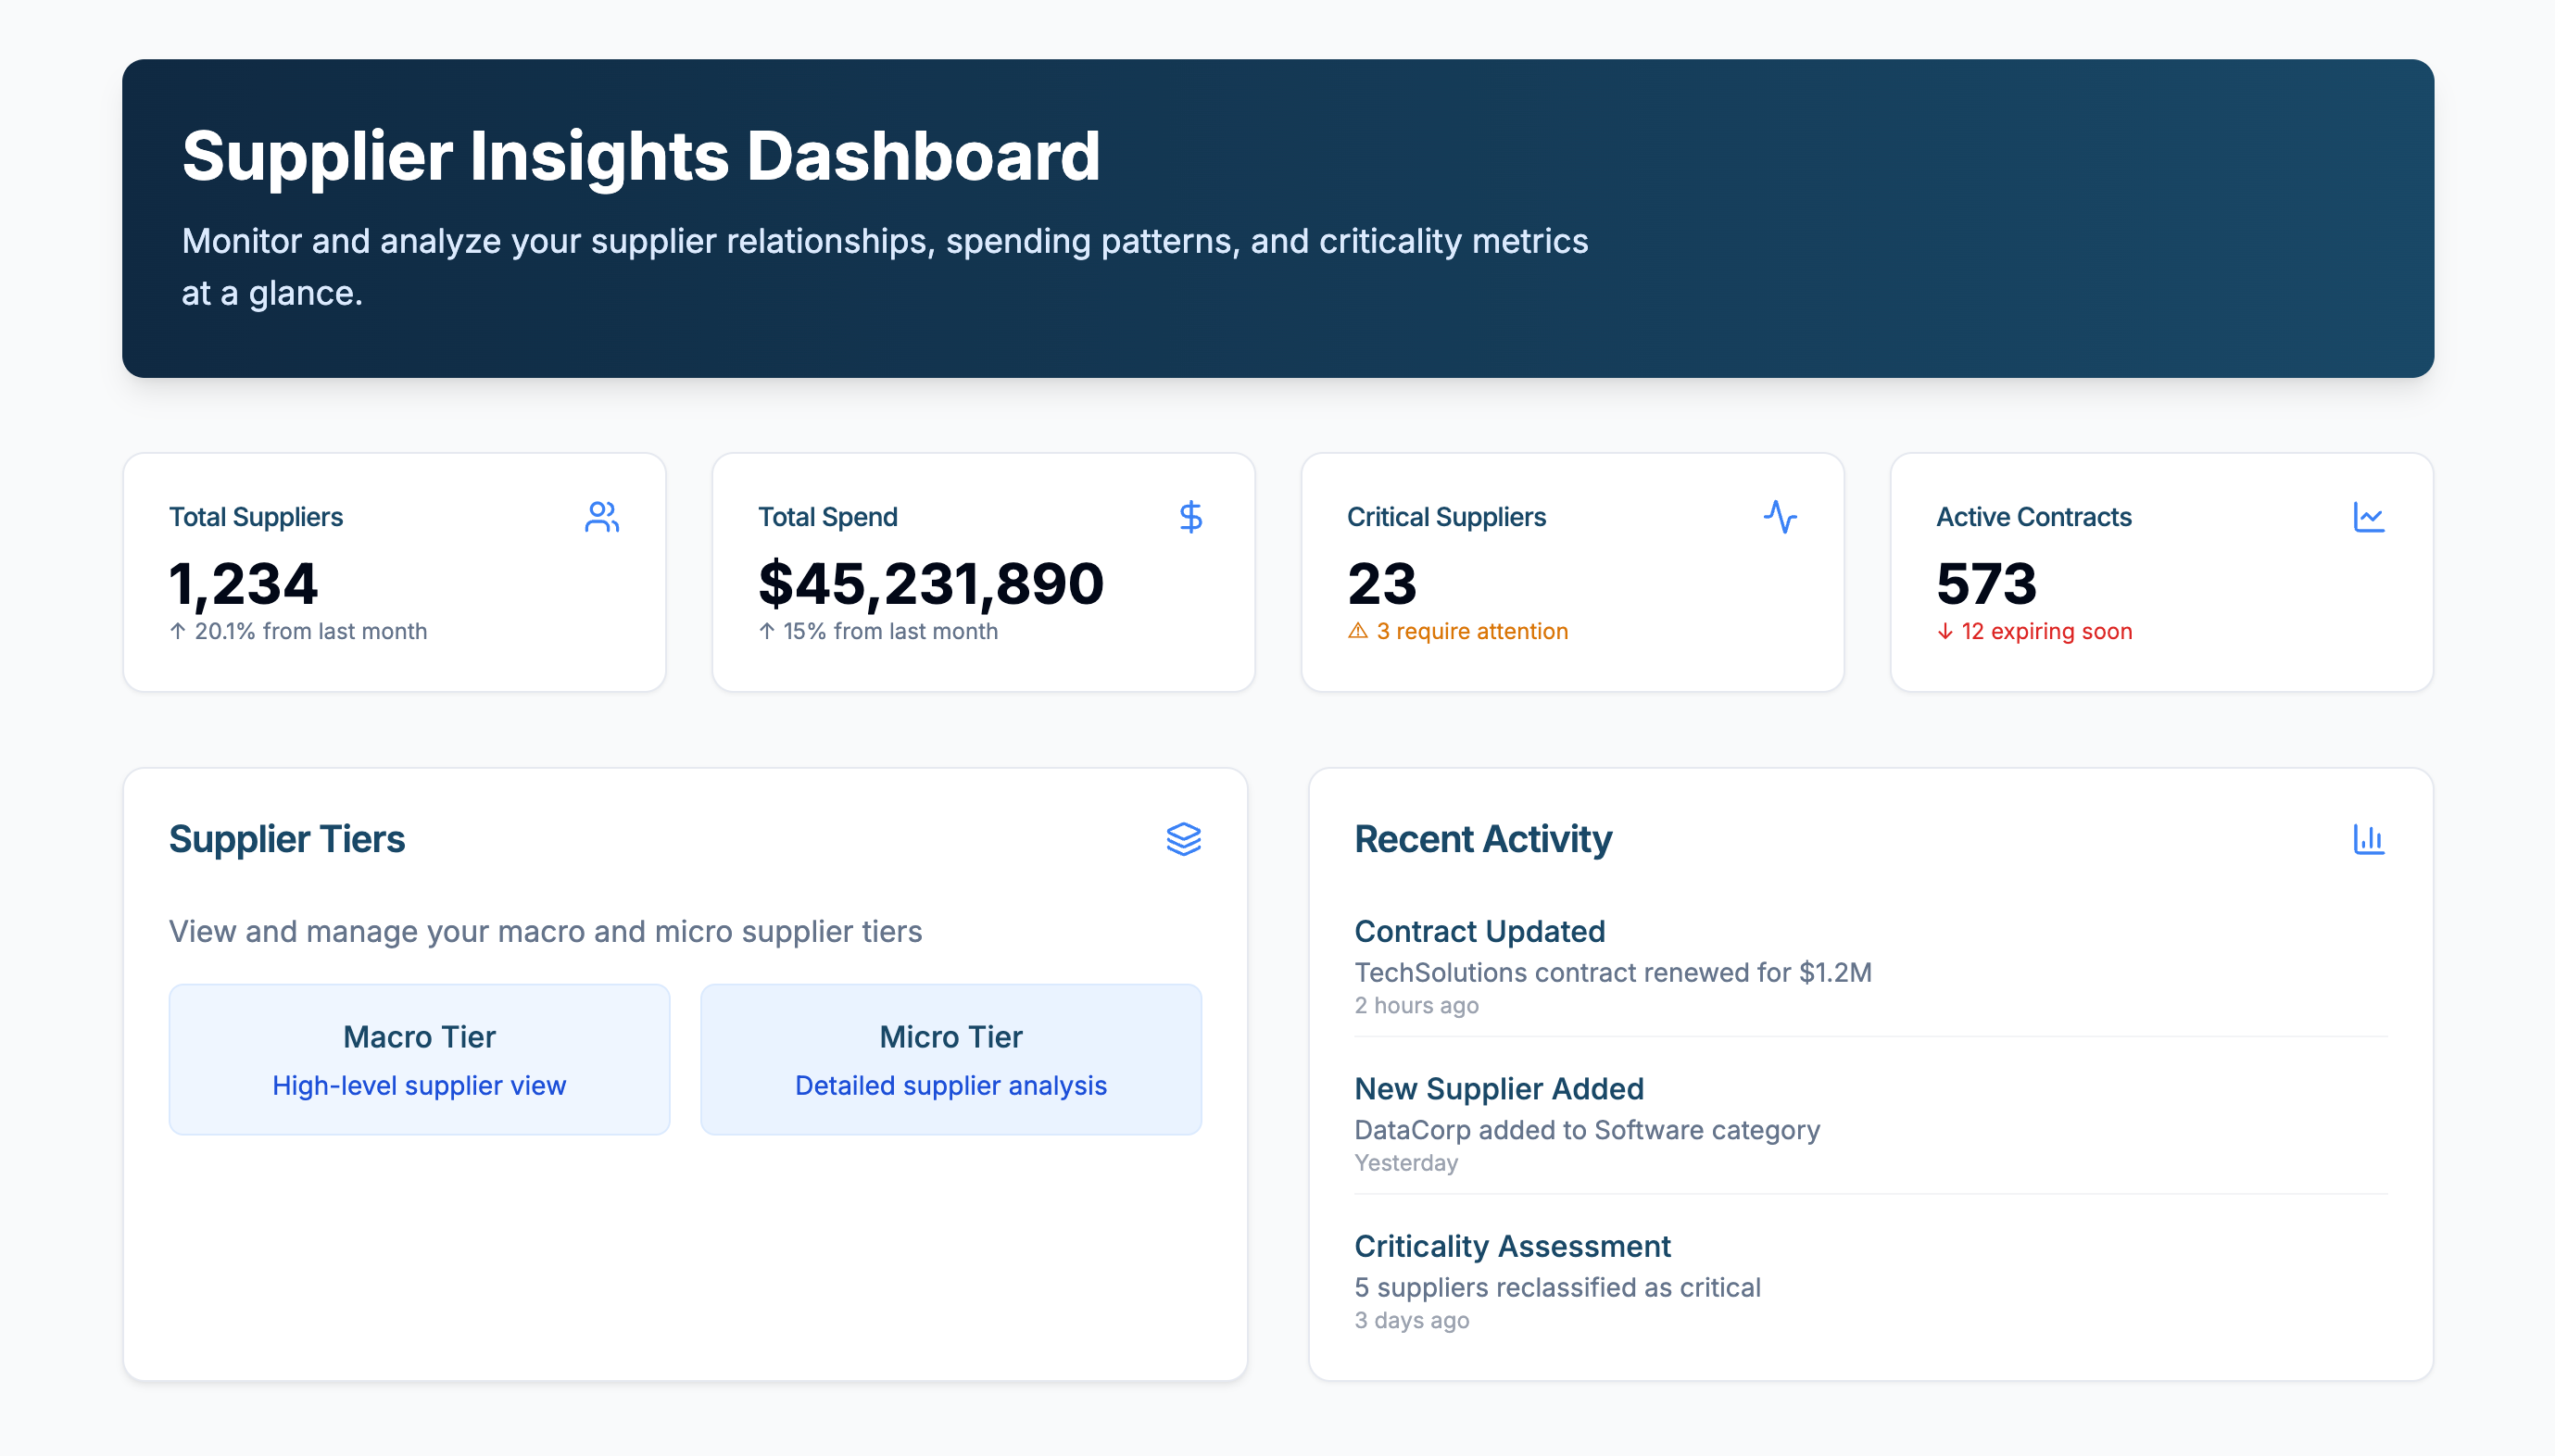 Supplier Insights Dashboard
Monitor and analyze your supplier relationships, spending patterns, and criticality metrics
at a glance.
Total Suppliers
1,234
↑ 20.1% from last month
Total Spend
$45,231,890
↑ 15% from last month
Critical Suppliers
23
⚠ 3 require attention
Active Contracts
573
↓ 12 expiring soon
Supplier Tiers
View and manage your macro and micro supplier tiers
Macro Tier
High-level supplier view
Micro Tier
Detailed supplier analysis
Recent Activity
Contract Updated
TechSolutions contract renewed for $1.2M
2 hours ago
New Supplier Added
DataCorp added to Software category
Yesterday
Criticality Assessment
5 suppliers reclassified as critical
3 days ago